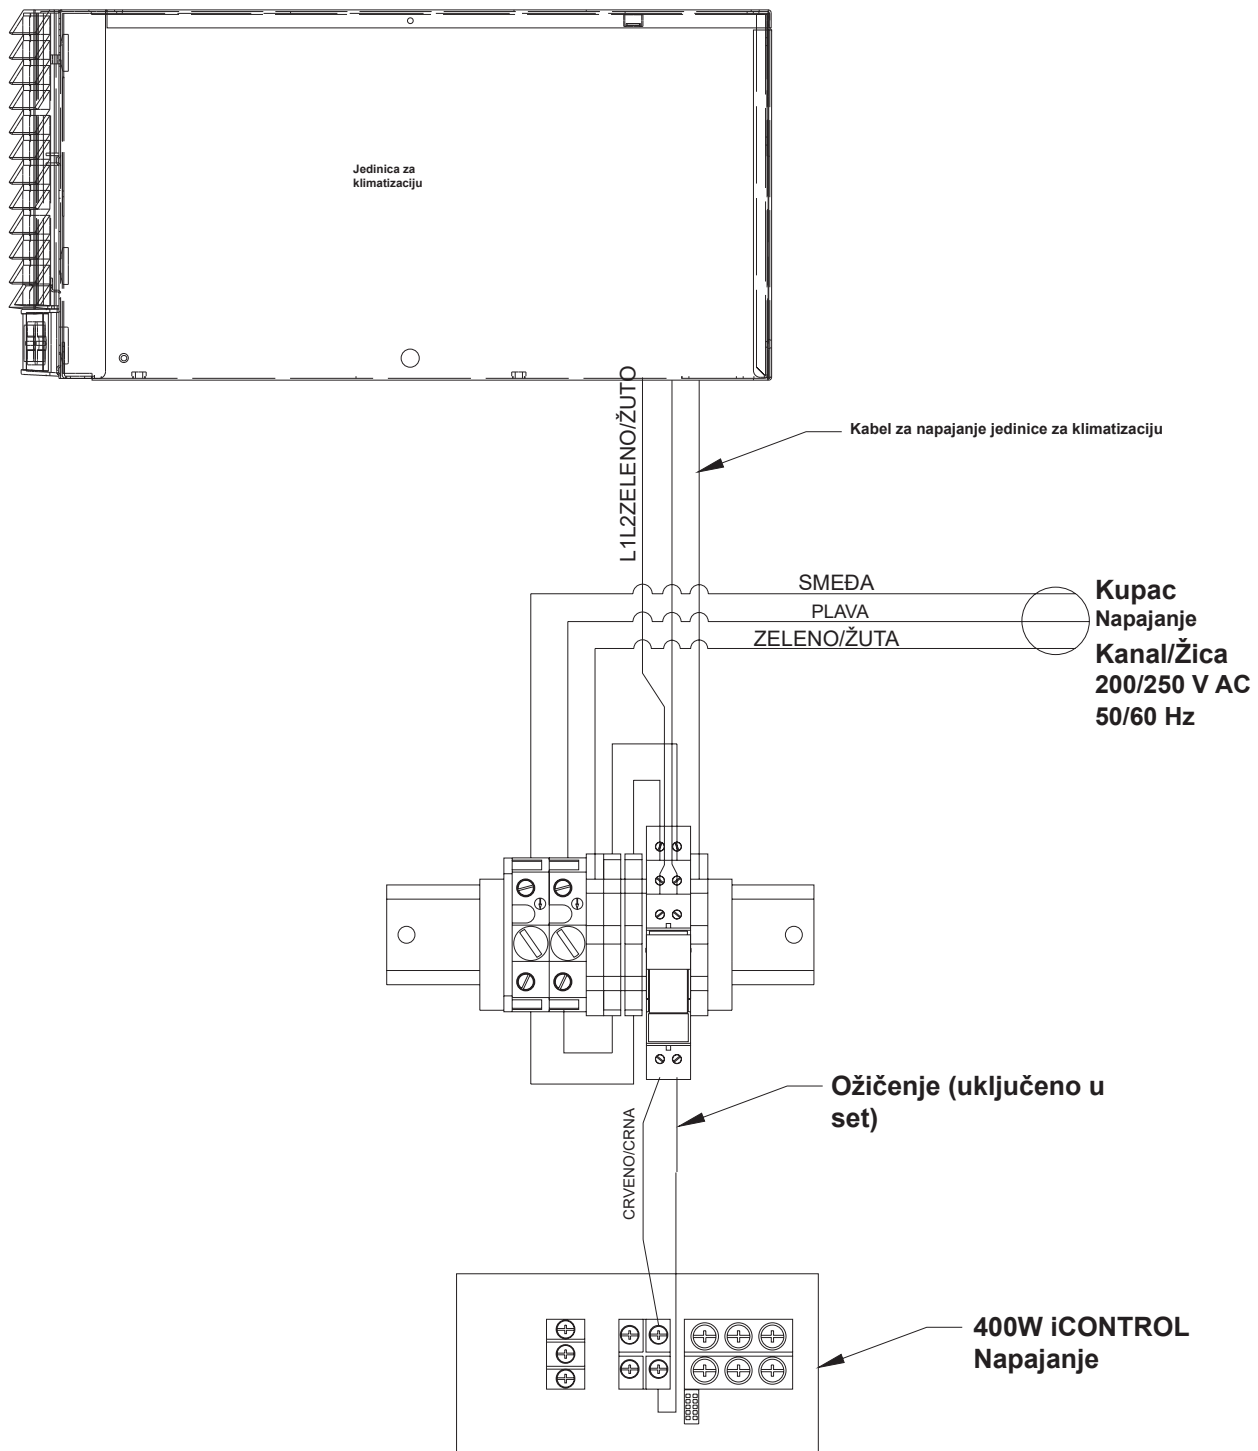 Jedinica za
klimatizaciju
L1L2ZELENO/ŽUTO
Kabel za napajanje jedinice za klimatizaciju
SMEĐA
PLAVA
ZELENO/ŽUTA
Kupac
Napajanje
Kanal/Žica
200/250 V AC
50/60 Hz
Ožičenje (uključeno u
set)
CRVENO/CRNA
400W iCONTROL
Napajanje